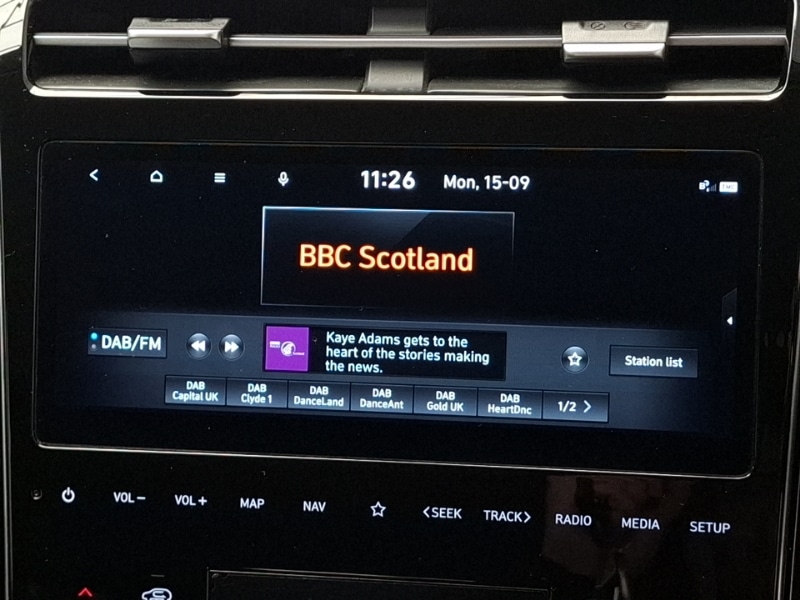 11:26 Mon, 15-09
BBC Scotland
DAB/FM
Kaye Adams gets to the
heart of the stories making
the news.
Station list
DAB
Capital UK
DAB
Clyde 1
DAB
DanceLand
DAB
DanceAnt
DAB
Gold UK
DAB
HeartDnc
1/2 >
VOL− VOL+ MAP NAV <SEEK TRACK> RADIO MEDIA SETUP